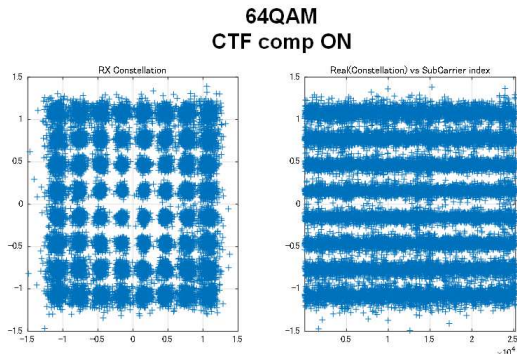 64QAM
CTF comp ON
RX Constellation
Real(Constellation) vs SubCarrier index
1.5
1
0.5
0
-0.5
-1
-1.5
-1.5 -1 -0.5 0 0.5 1 1.5
1.5
1
0.5
0
-0.5
-1
-1.5
0 0.5 1 1.5 2 2.5
×10⁴